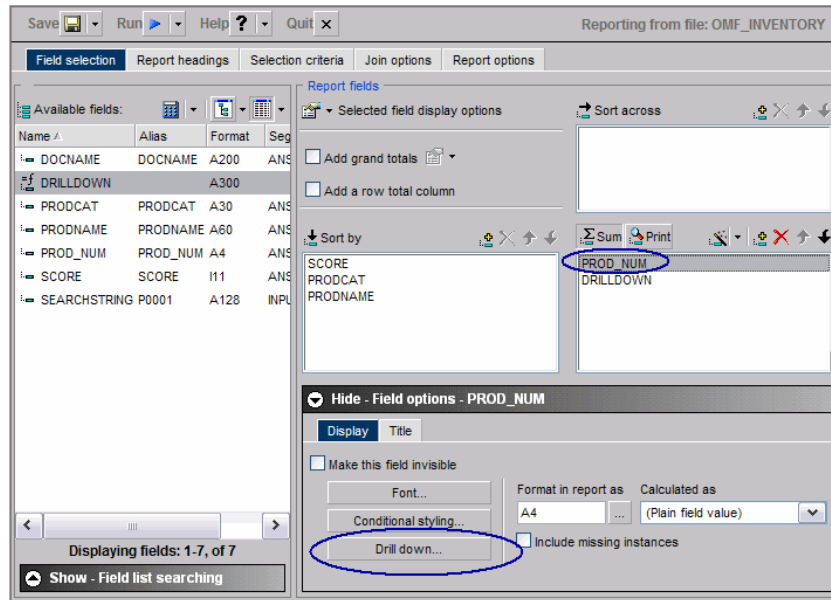 Save Run Help ? Quit x Reporting from file: OMF_INVENTORY
Field selection Report headings Selection criteria Join options Report options
Available fields:
Name Alias Format Seg
DOCNAME DOCNAME A200 ANS
DRILLDOWN A300
PRODCAT PRODCAT A30 ANS
PRODNAME PRODNAME A60 ANS
PROD_NUM PROD_NUM A4 ANS
SCORE SCORE I11 ANS
SEARCHSTRING P0001 A128 INPU
Displaying fields: 1-7, of 7
Show - Field list searching
Report fields
Selected field display options
Add grand totals
Add a row total column
Sort across
Sort by
SCORE
PRODCAT
PRODNAME
Sum Print
PROD_NUM
DRILLDOWN
Hide - Field options - PROD_NUM
Display Title
Make this field invisible
Font...
Conditional styling...
Drill down...
Format in report as Calculated as
A4 ... (Plain field value)
Include missing instances